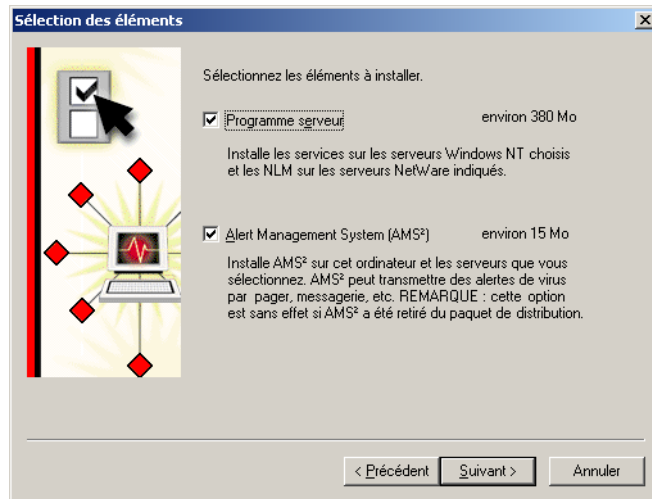 Sélection des éléments
Sélectionnez les éléments à installer.
Programme serveur environ 380 Mo
Installe les services sur les serveurs Windows NT choisis
et les NLM sur les serveurs NetWare indiqués.
Alert Management System (AMS²) environ 15 Mo
Installe AMS² sur cet ordinateur et les serveurs que vous
sélectionnez. AMS² peut transmettre des alertes de virus
par pager, messagerie, etc. REMARQUE : cette option
est sans effet si AMS² a été retiré du paquet de distribution.
< Précédent Suivant > Annuler